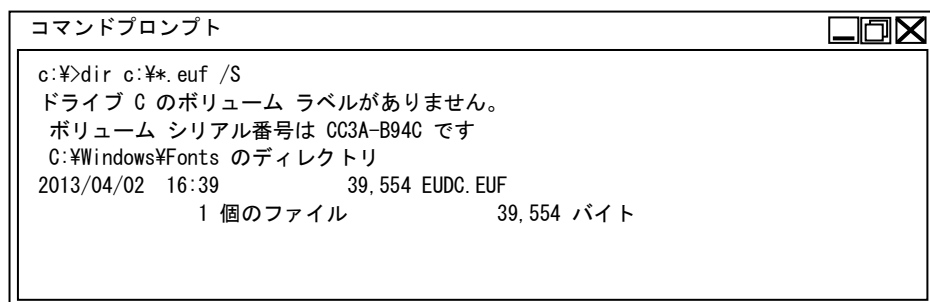 コマンドプロンプト
c:¥>dir c:¥*.euf /S
ドライブ C のボリューム ラベルがありません。
ボリューム シリアル番号は CC3A-B94C です
C:¥Windows¥Fonts のディレクトリ
2013/04/02 16:39 39,554 EUDC.EUF
1 個のファイル 39,554 バイト